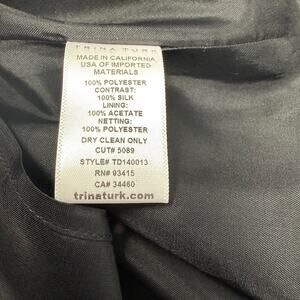 TRINA TURK
MADE IN CALIFORNIA
USA OF IMPORTED
MATERIALS
100% POLYESTER
CONTRAST:
100% SILK
LINING:
100% ACETATE
NETTING:
100% POLYESTER
DRY CLEAN ONLY
CUT# 5089
STYLE# TD140013
RN# 93415
CA# 34460
trinaturk.com